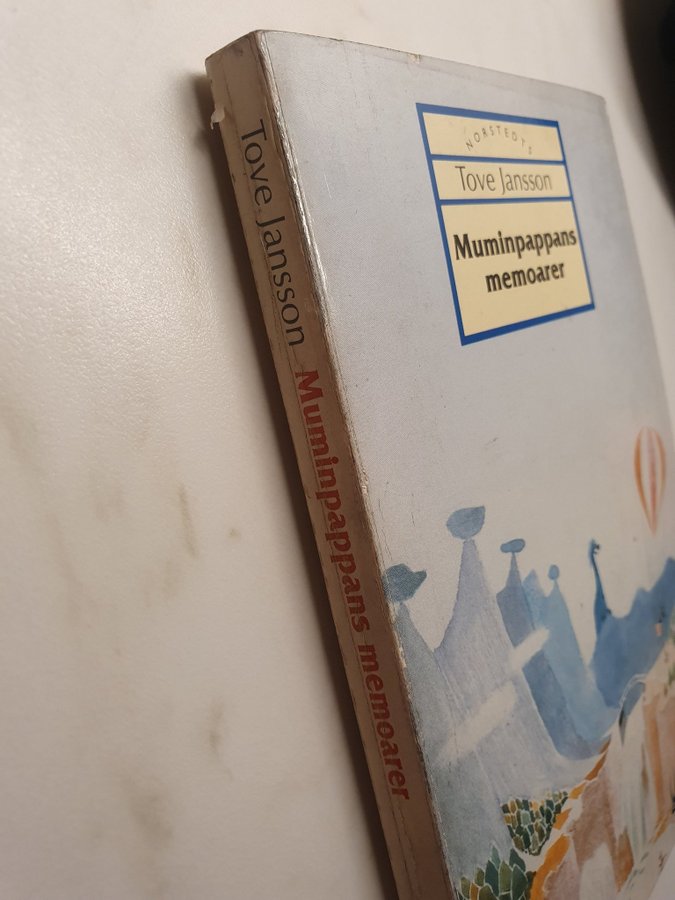 Tove Jansson Muminpappans memoarer
NORSTEDTS
Tove Jansson
Muminpappans
memoarer